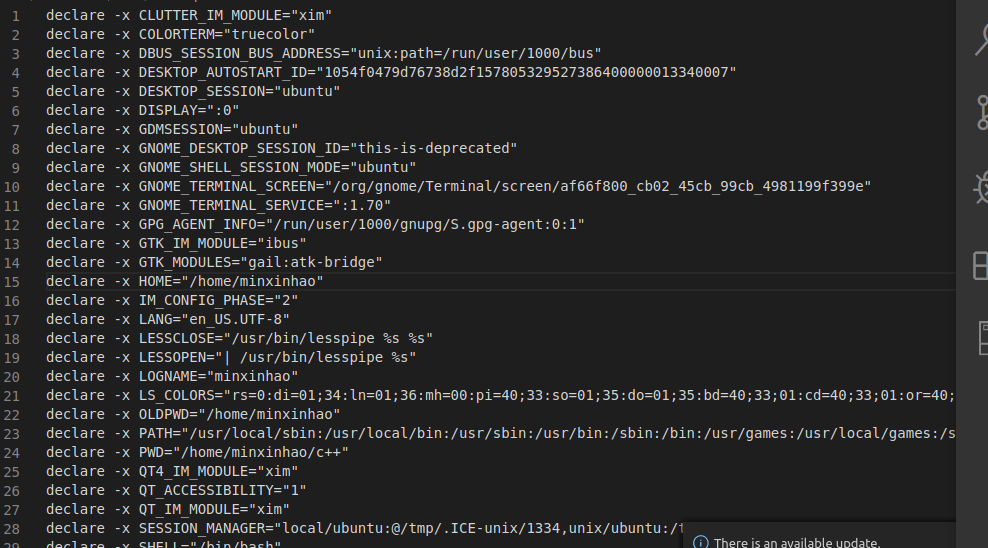 1 declare -x CLUTTER_IM_MODULE="xim"
2 declare -x COLORTERM="truecolor"
3 declare -x DBUS_SESSION_BUS_ADDRESS="unix:path=/run/user/1000/bus"
4 declare -x DESKTOP_AUTOSTART_ID="1054f0479d76738d2f157805329527386400000013340007"
5 declare -x DESKTOP_SESSION="ubuntu"
6 declare -x DISPLAY=":0"
7 declare -x GDMSESSION="ubuntu"
8 declare -x GNOME_DESKTOP_SESSION_ID="this-is-deprecated"
9 declare -x GNOME_SHELL_SESSION_MODE="ubuntu"
10 declare -x GNOME_TERMINAL_SCREEN="/org/gnome/Terminal/screen/af66f800_cb02_45cb_99cb_4981199f399e"
11 declare -x GNOME_TERMINAL_SERVICE=":1.70"
12 declare -x GPG_AGENT_INFO="/run/user/1000/gnupg/S.gpg-agent:0:1"
13 declare -x GTK_IM_MODULE="ibus"
14 declare -x GTK_MODULES="gail:atk-bridge"
15 declare -x HOME="/home/minxinhao"
16 declare -x IM_CONFIG_PHASE="2"
17 declare -x LANG="en_US.UTF-8"
18 declare -x LESSCLOSE="/usr/bin/lesspipe %s %s"
19 declare -x LESSOPEN="| /usr/bin/lesspipe %s"
20 declare -x LOGNAME="minxinhao"
21 declare -x LS_COLORS="rs=0:di=01;34:ln=01;36:mh=00:pi=40;33:so=01;35:do=01;35:bd=40;33;01:cd=40;33;01:or=40;
22 declare -x OLDPWD="/home/minxinhao"
23 declare -x PATH="/usr/local/sbin:/usr/local/bin:/usr/sbin:/usr/bin:/sbin:/bin:/usr/games:/usr/local/games:/s
24 declare -x PWD="/home/minxinhao/c++"
25 declare -x QT4_IM_MODULE="xim"
26 declare -x QT_ACCESSIBILITY="1"
27 declare -x QT_IM_MODULE="xim"
28 declare -x SESSION_MANAGER="local/ubuntu:@/tmp/.ICE-unix/1334,unix/ubuntu:/t
29 declare -x SHELL="/bin/bash"
There is an available update.